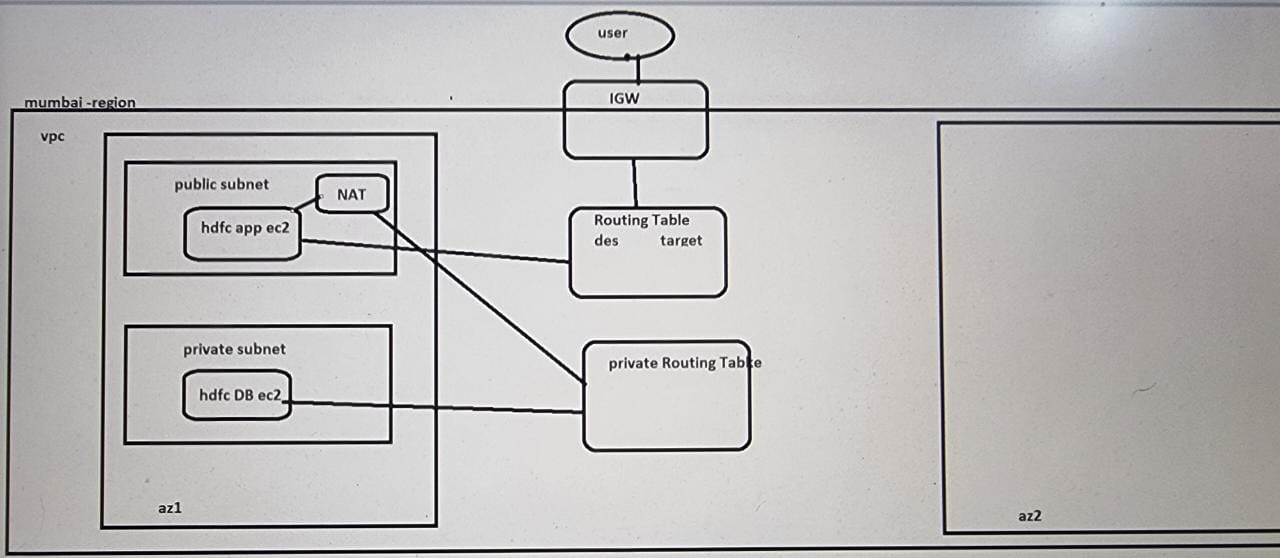 user
IGW
mumbai -region
vpc
public subnet
NAT
hdfc app ec2
Routing Table
des target
private subnet
hdfc DB ec2
private Routing Table
az1
az2